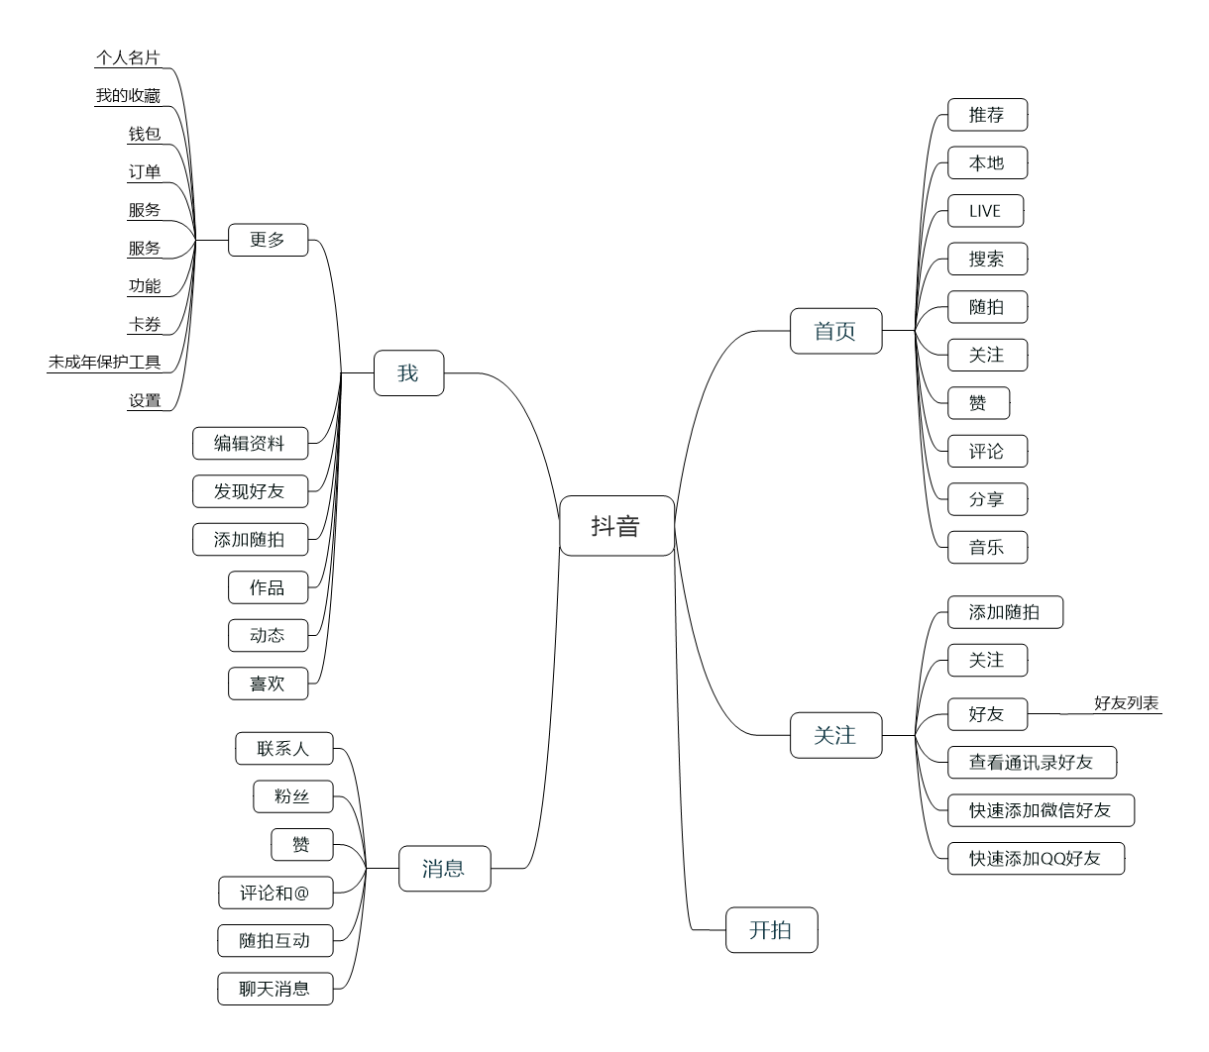 抖音
首页
推荐
本地
LIVE
搜索
随拍
关注
赞
评论
分享
音乐
关注
添加随拍
关注
好友
好友列表
查看通讯录好友
快速添加微信好友
快速添加QQ好友
开拍
我
更多
个人名片
我的收藏
钱包
订单
服务
服务
功能
卡券
未成年保护工具
设置
编辑资料
发现好友
添加随拍
作品
动态
喜欢
消息
联系人
粉丝
赞
评论和@
随拍互动
聊天消息